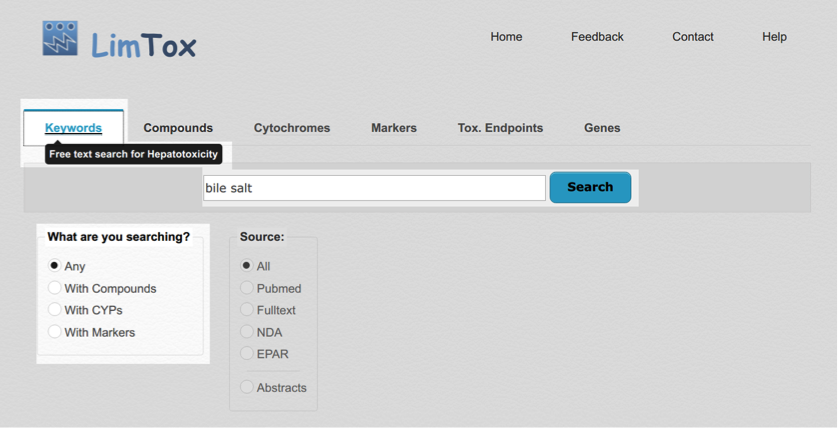 LimTox
Home Feedback Contact Help
Keywords Compounds Cytochromes Markers Tox. Endpoints Genes
Free text search for Hepatotoxicity
bile salt Search
What are you searching? Source:
Any All
With Compounds Pubmed
With CYPs Fulltext
With Markers NDA
EPAR
Abstracts